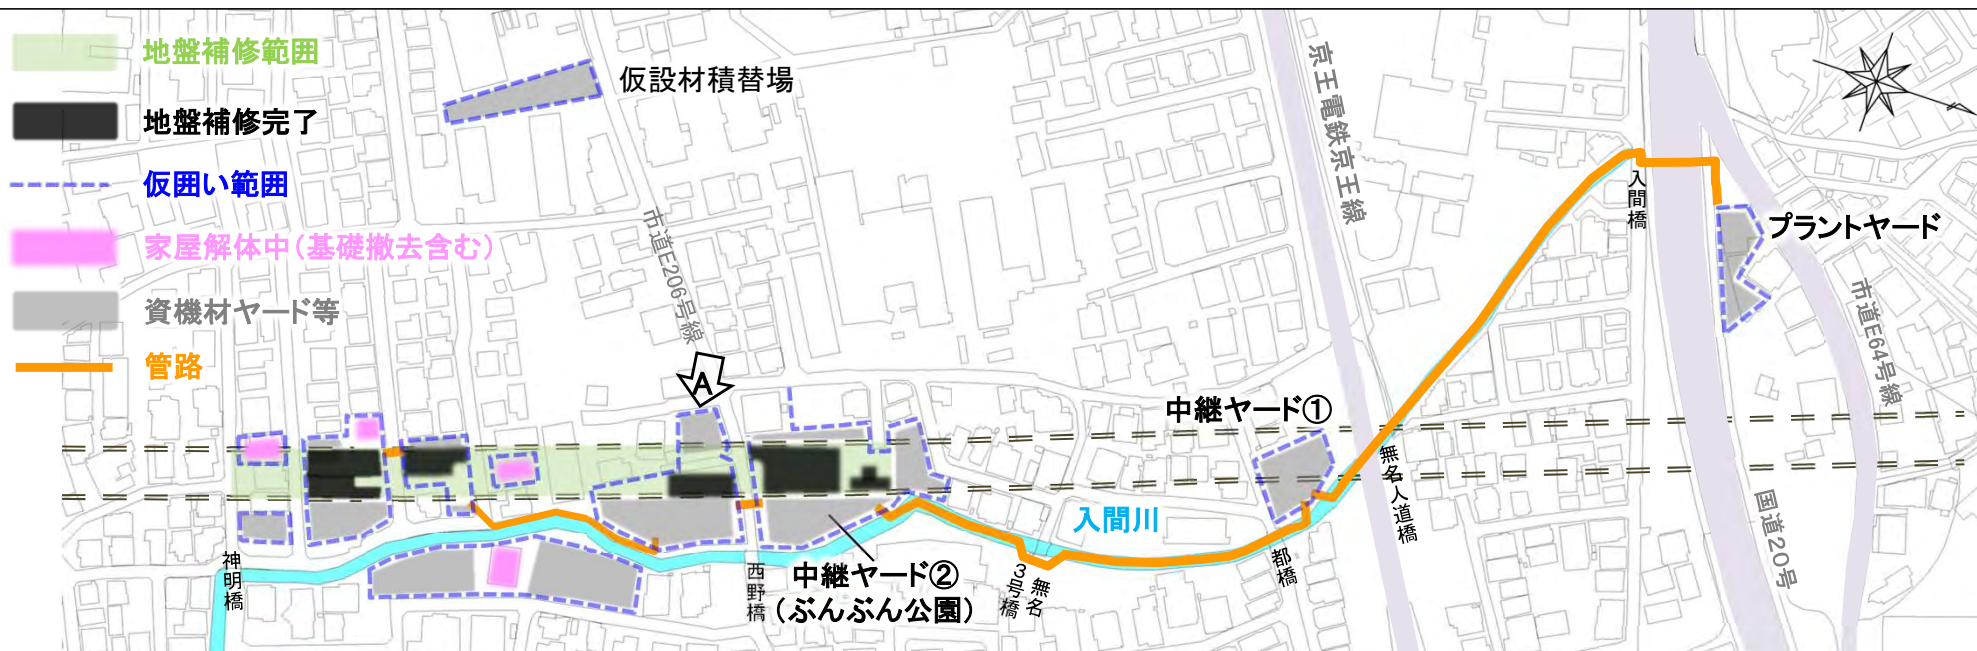 地盤補修範囲
地盤補修完了
仮囲い範囲
家屋解体中(基礎撤去含む)
資機材ヤード等
管路
仮設材積替場
市道E206号線
A
京王電鉄京王線
入間橋
プラントヤード
市道E64号線
中継ヤード①
無名人道橋
国道20号
入間川
都橋
無名
3号橋
中継ヤード②
(ぶんぶん公園)
西野橋
神明橋